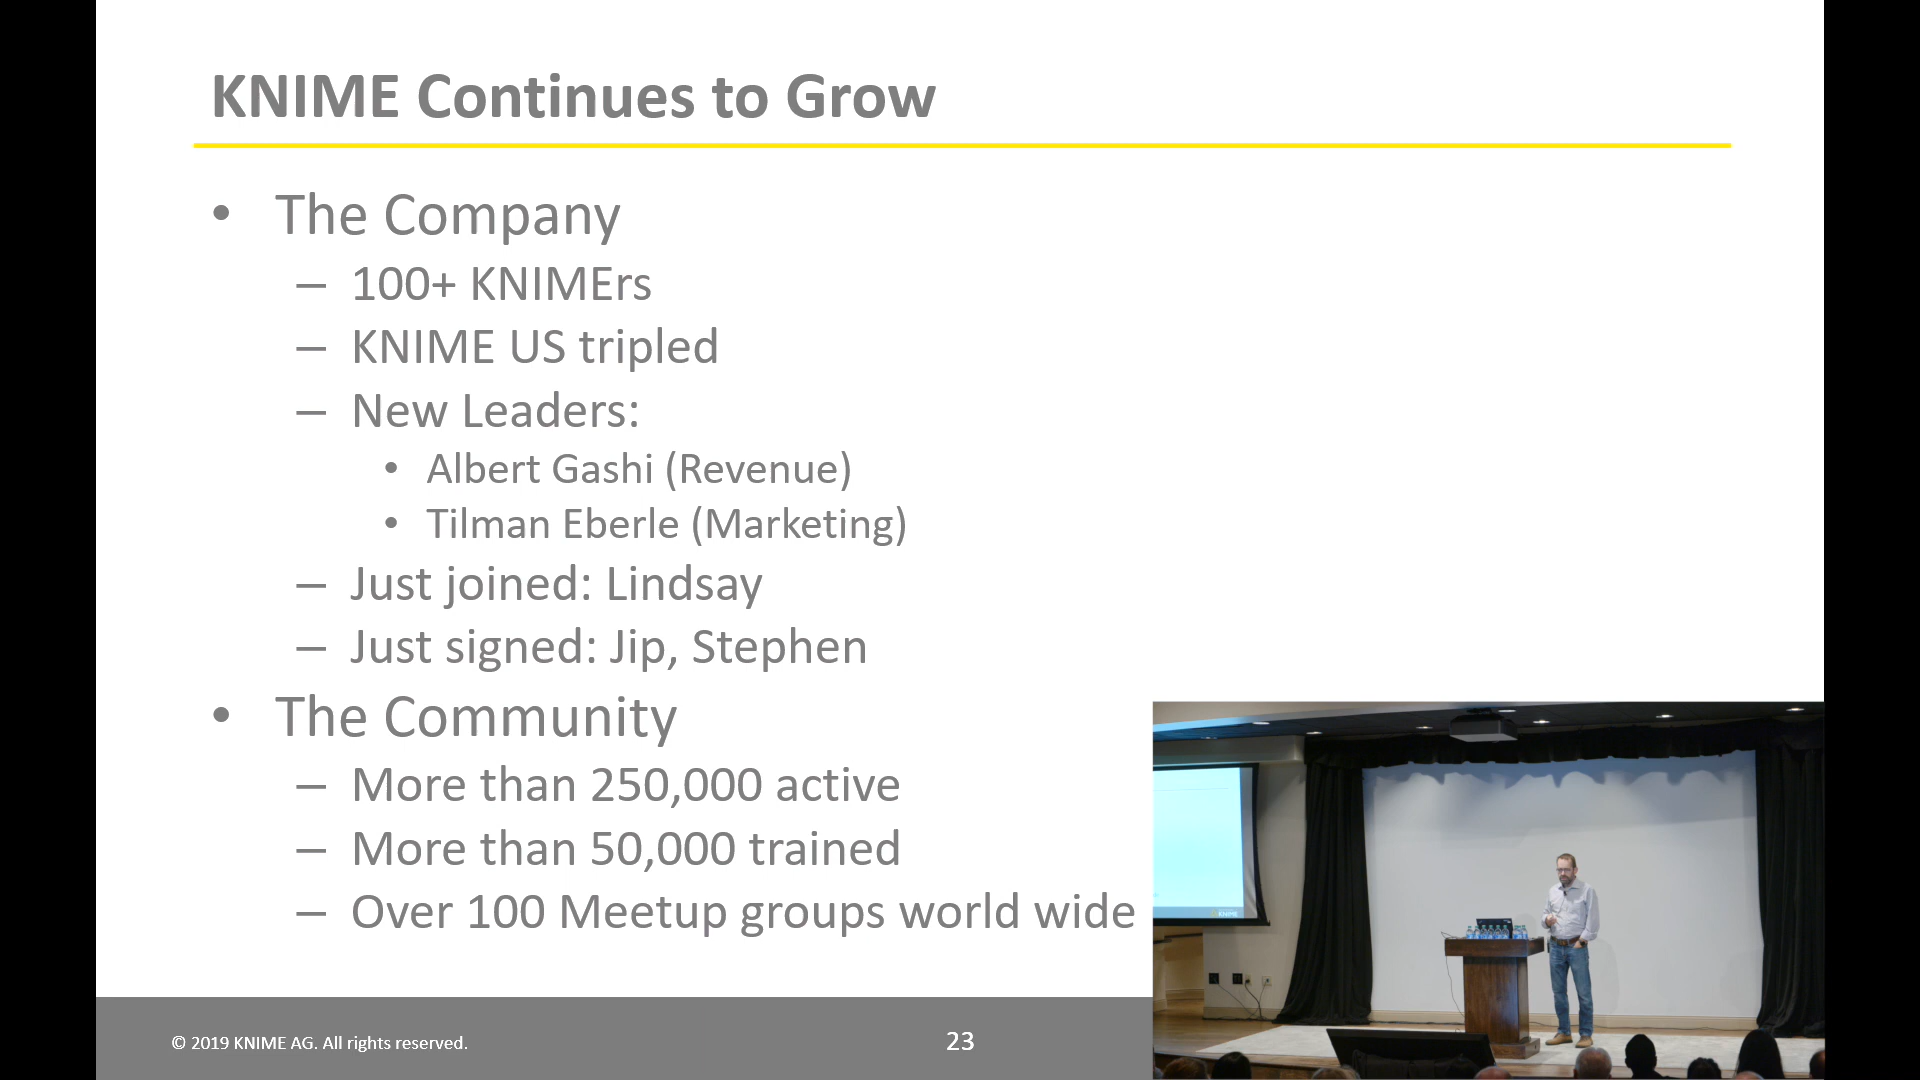 KNIME Continues to Grow
• The Company
– 100+ KNIMErs
– KNIME US tripled
– New Leaders:
• Albert Gashi (Revenue)
• Tilman Eberle (Marketing)
– Just joined: Lindsay
– Just signed: Jip, Stephen
• The Community
– More than 250,000 active
– More than 50,000 trained
– Over 100 Meetup groups world wide
© 2019 KNIME AG. All rights reserved.
23
KNIME